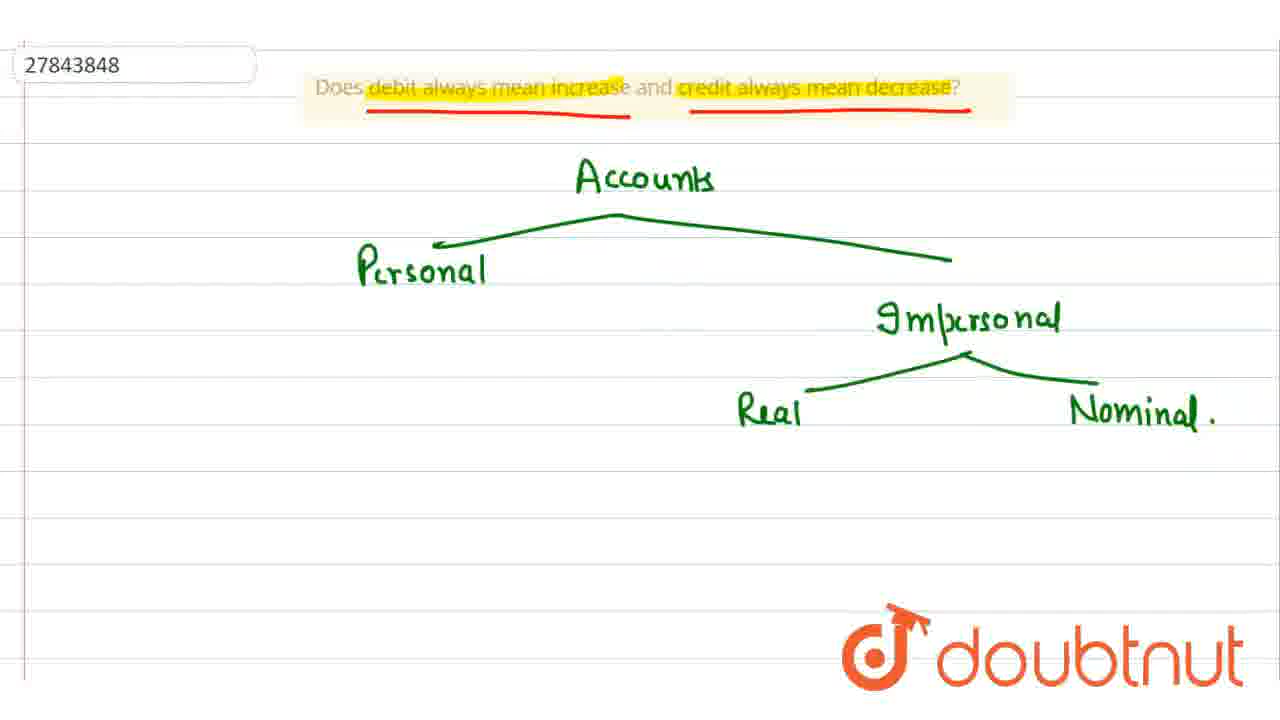 27843848
Does debit always mean increase and credit always mean decrease?
Accounts
Personal
Impersonal
Real
Nominal.
doubtnut